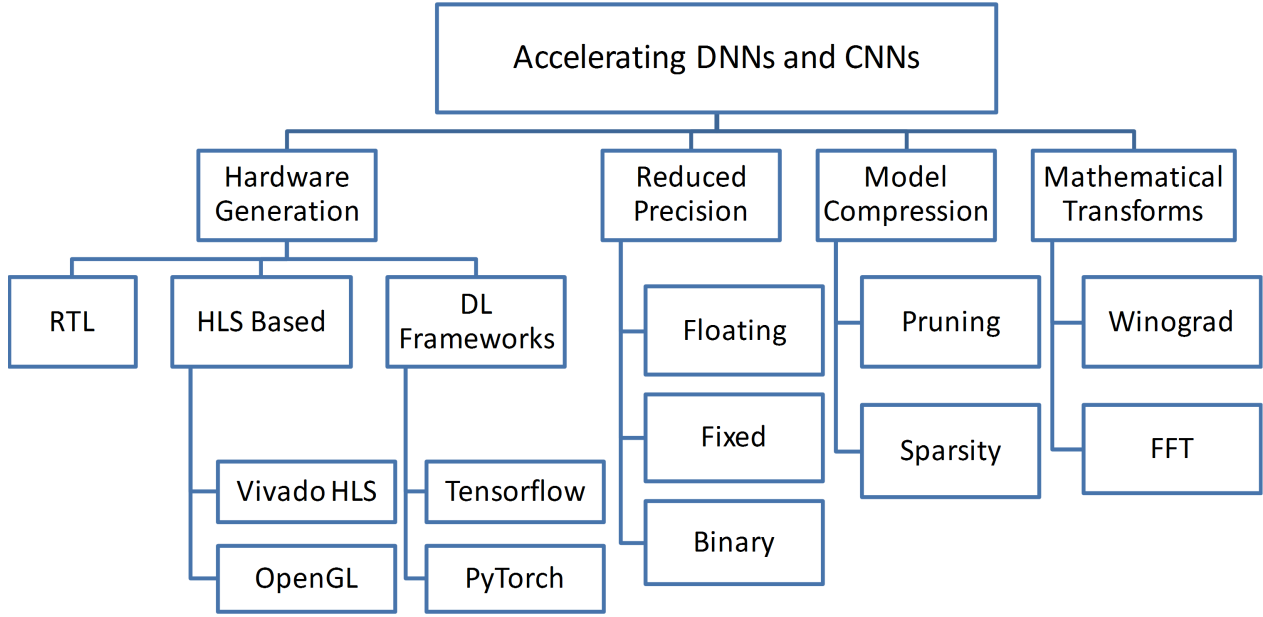 Accelerating DNNs and CNNs
Hardware
Generation
Reduced
Precision
Model
Compression
Mathematical
Transforms
RTL
HLS Based
DL
Frameworks
Vivado HLS
OpenGL
Tensorflow
PyTorch
Floating
Fixed
Binary
Pruning
Sparsity
Winograd
FFT